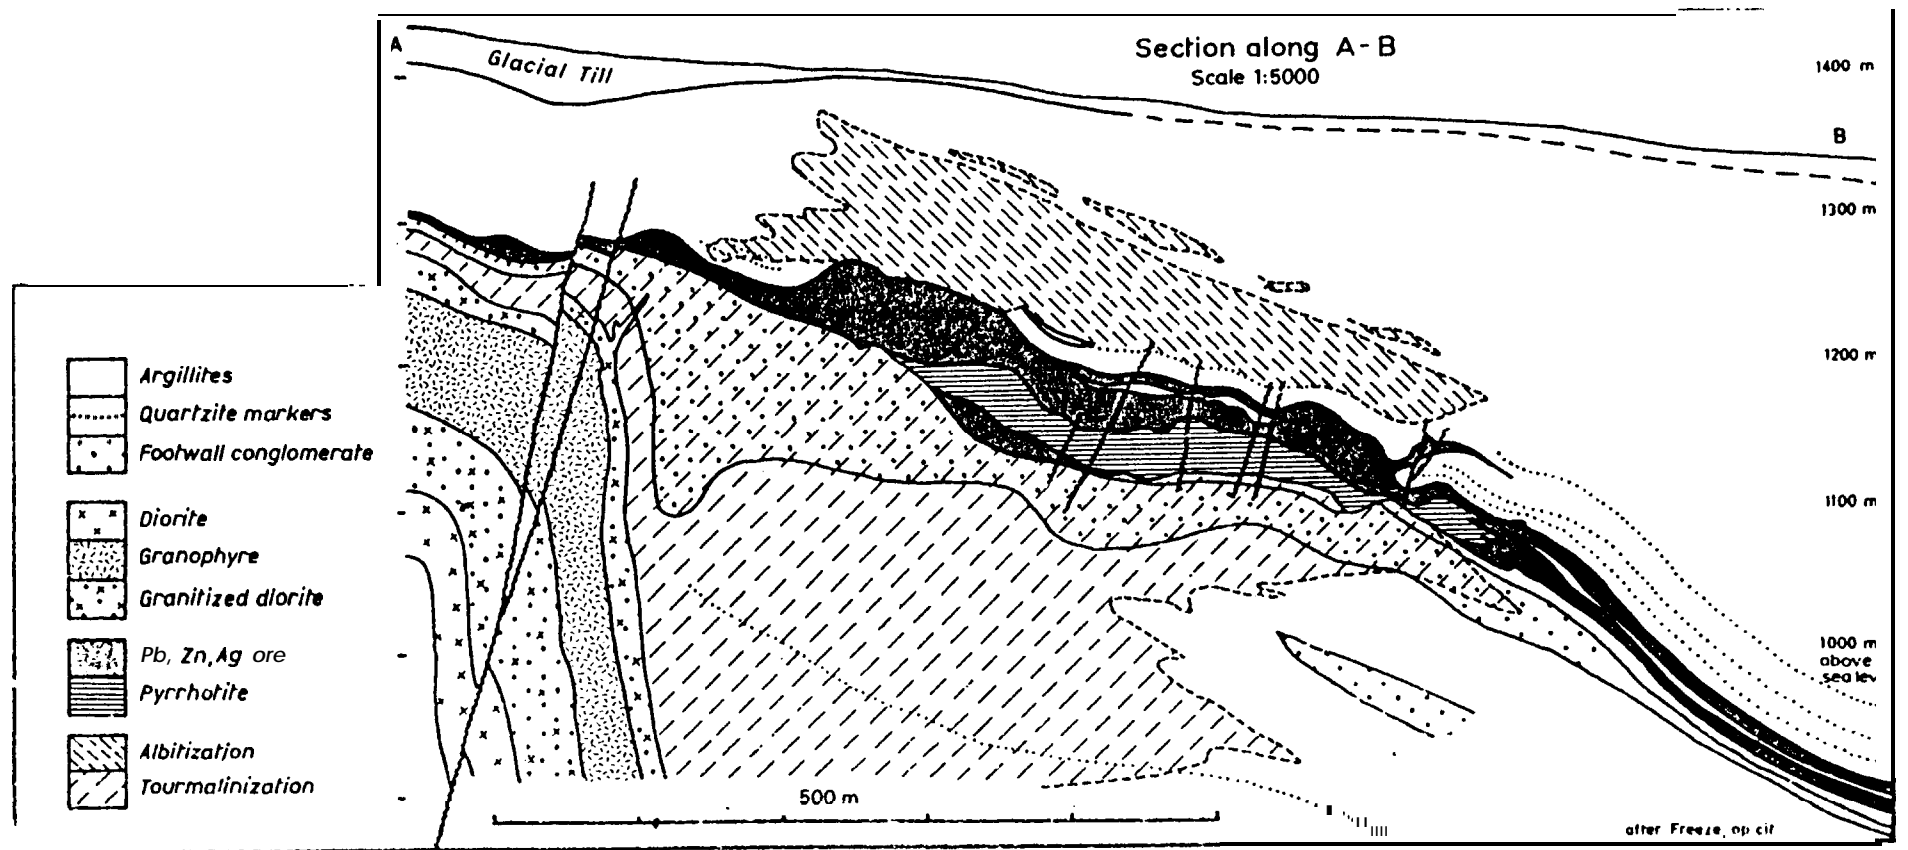 A
Glacial Till
Section along A-B
Scale 1:5000
1400 m
B
1300 m
1200 m
1100 m
1000 m
above
sea lev
Argillites
Quartzite markers
Footwall conglomerate
Diorite
Granophyre
Granitized diorite
Pb, Zn, Ag ore
Pyrrhotite
Albitization
Tourmalinization
500 m
after Freeze, op cit